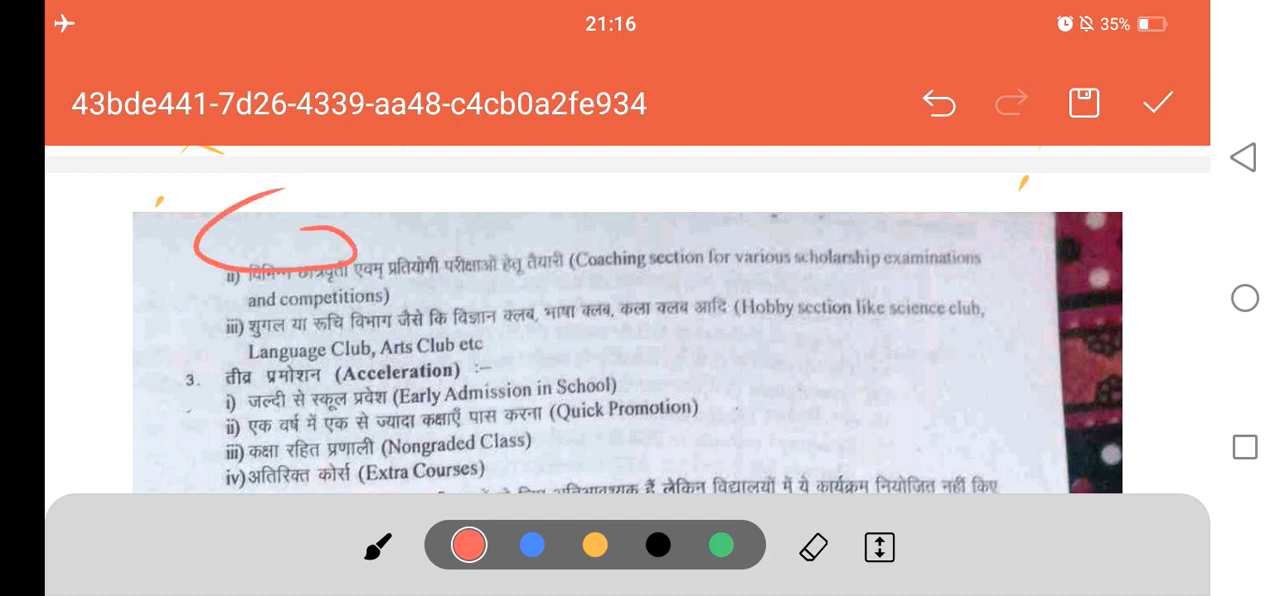 21:16
35%
43bde441-7d26-4339-aa48-c4cb0a2fe934
ii) विभिन्न छात्रवृती एवम् प्रतियोगी परीक्षाओं हेतू तैयारी (Coaching section for various scholarship examinations
and competitions)
iii) शुगल या रूचि विभाग जैसे कि विज्ञान क्लब, भाषा क्लब, कला क्लब आदि (Hobby section like science club,
Language Club, Arts Club etc
3. तीव्र प्रमोशन (Acceleration) :–
i) जल्दी से स्कूल प्रवेश (Early Admission in School)
ii) एक वर्ष में एक से ज्यादा कक्षाएँ पास करना (Quick Promotion)
iii) कक्षा रहित प्रणाली (Nongraded Class)
iv) अतिरिक्त कोर्स (Extra Courses)
हैं लेकिन विद्यालयों में ये कार्यक्रम नियोजित नहीं किए